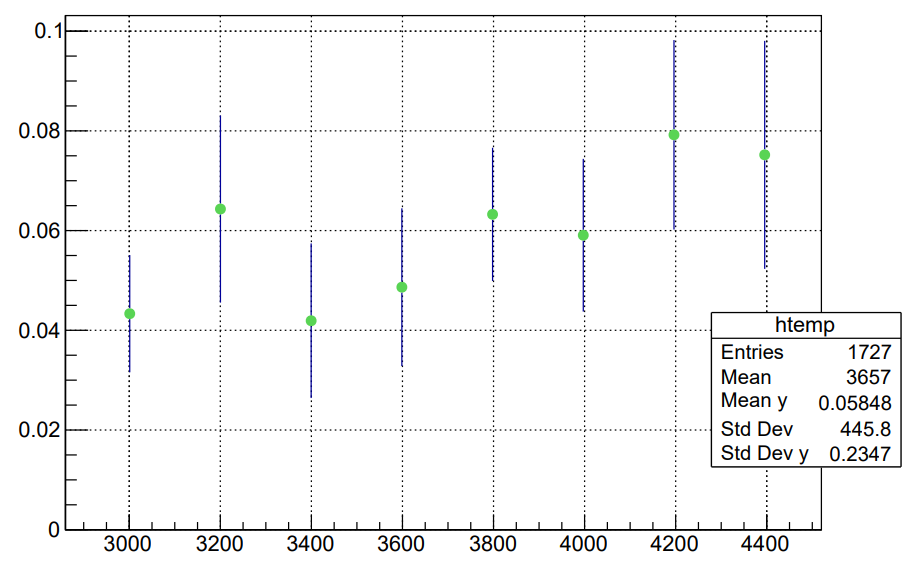 0.1
0.08
0.06
0.04
0.02
0
3000 3200 3400 3600 3800 4000 4200 4400
htemp
Entries 1727
Mean 3657
Mean y 0.05848
Std Dev 445.8
Std Dev y 0.2347